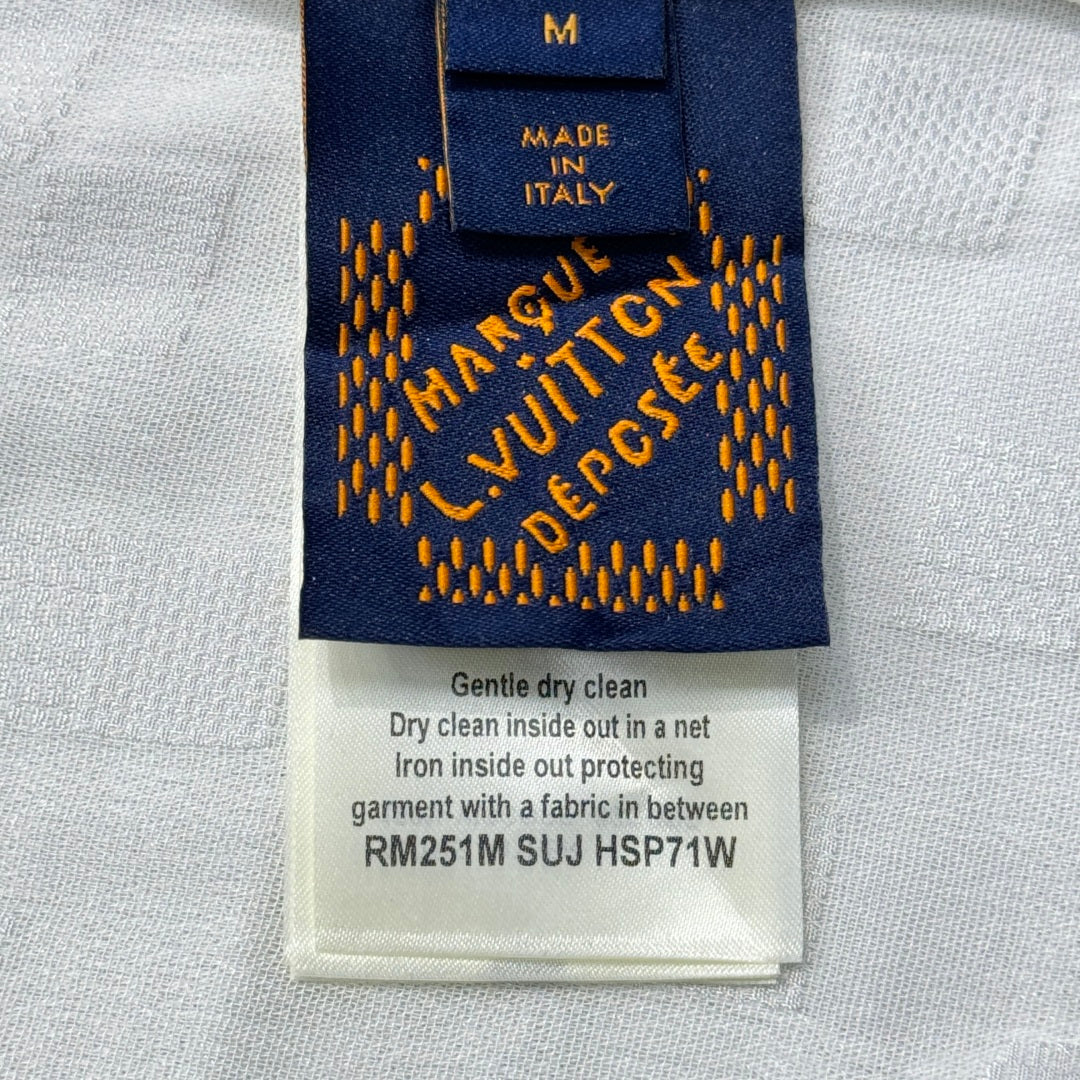 M
MADE
IN
ITALY
MARQUE
L.VUITTON
DÉPOSÉE
Gentle dry clean
Dry clean inside out in a net
Iron inside out protecting
garment with a fabric in between
RM251M SUJ HSP71W